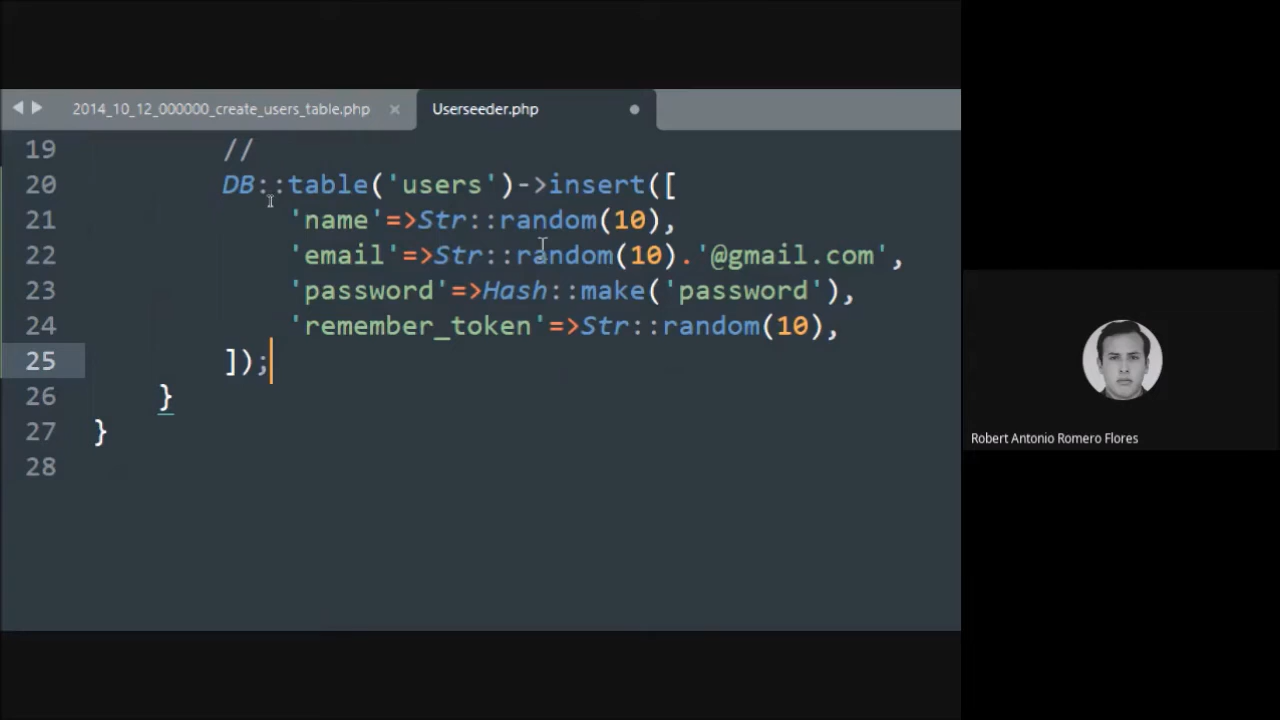 2014_10_12_000000_create_users_table.php
Userseeder.php
19 //
20 DB::table('users')->insert([
21 'name'=>Str::random(10),
22 'email'=>Str::random(10).'@gmail.com',
23 'password'=>Hash::make('password'),
24 'remember_token'=>Str::random(10),
25 ]);
26 }
27 }
28
Robert Antonio Romero Flores